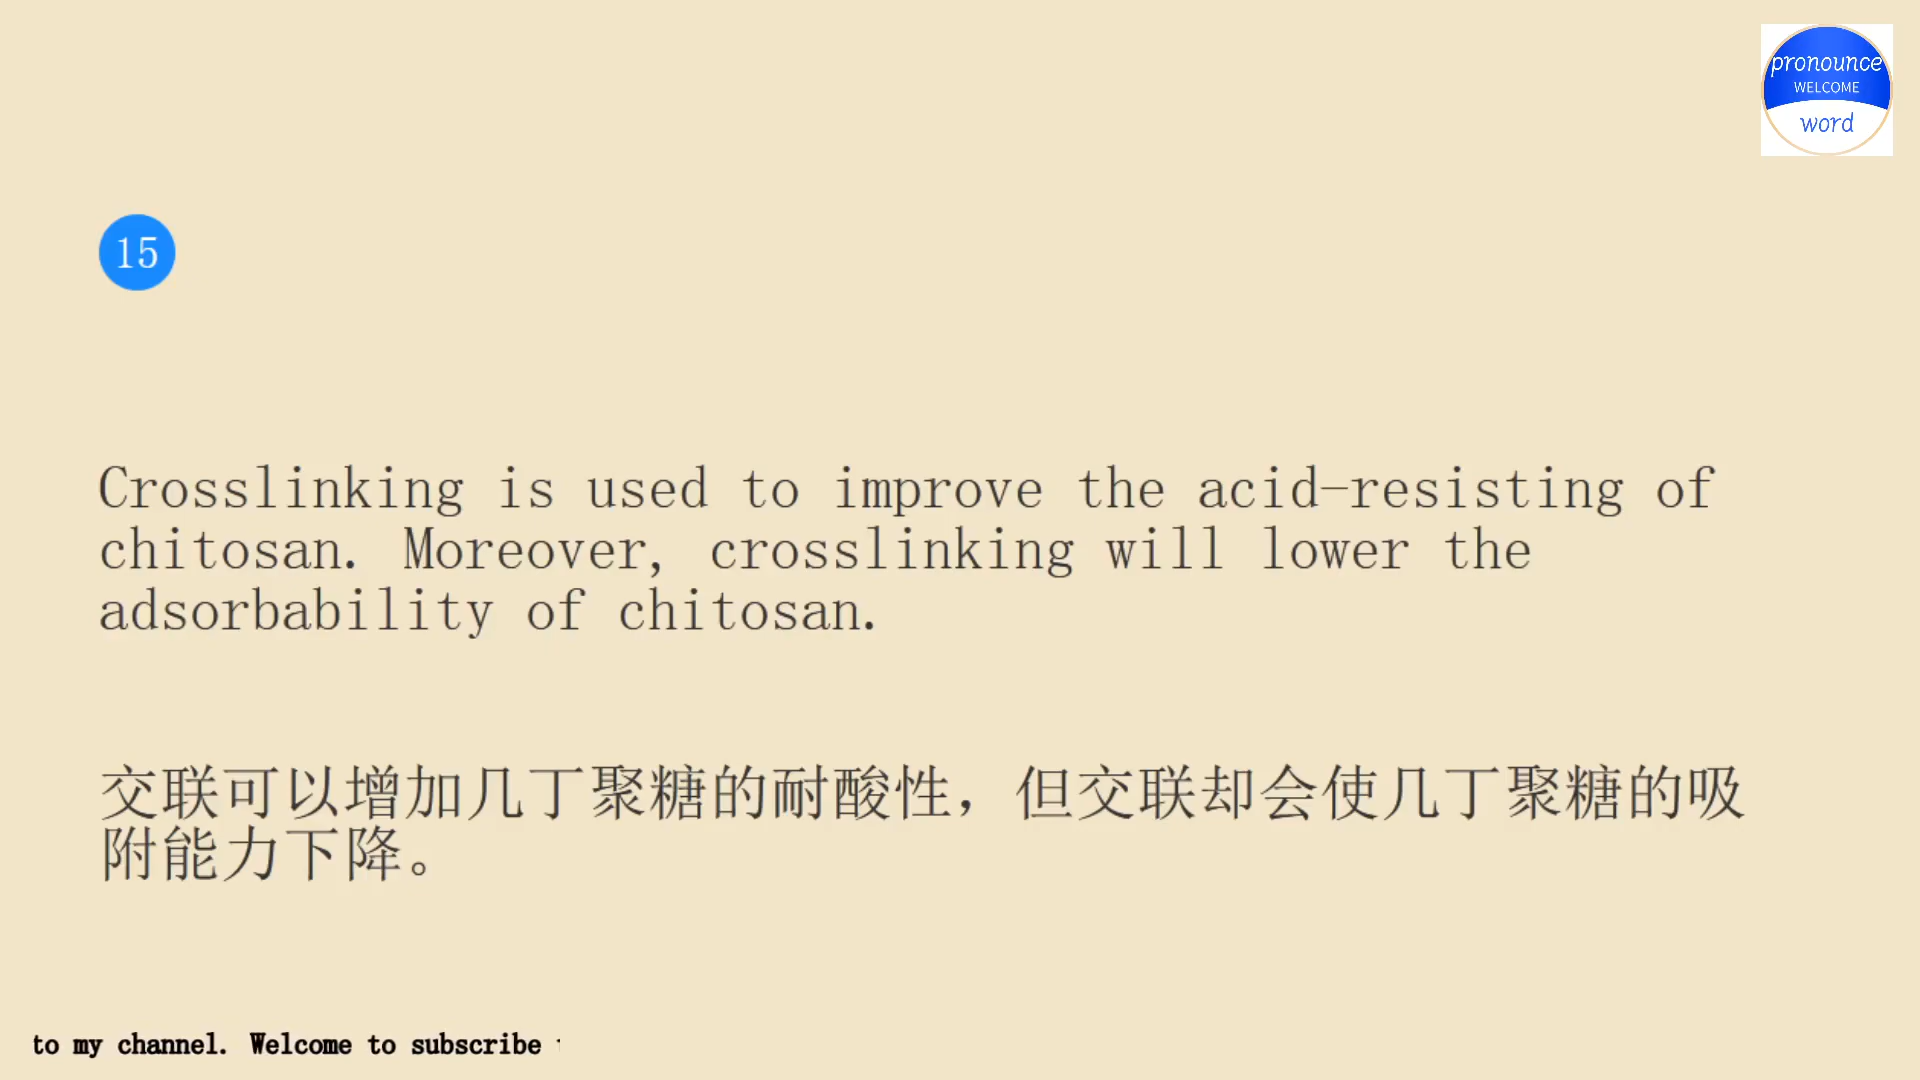 pronounce
WELCOME
word
15
Crosslinking is used to improve the acid-resisting of
chitosan. Moreover, crosslinking will lower the
adsorbability of chitosan.
交联可以增加几丁聚糖的耐酸性，但交联却会使几丁聚糖的吸
附能力下降。
to my channel. Welcome to subscribe